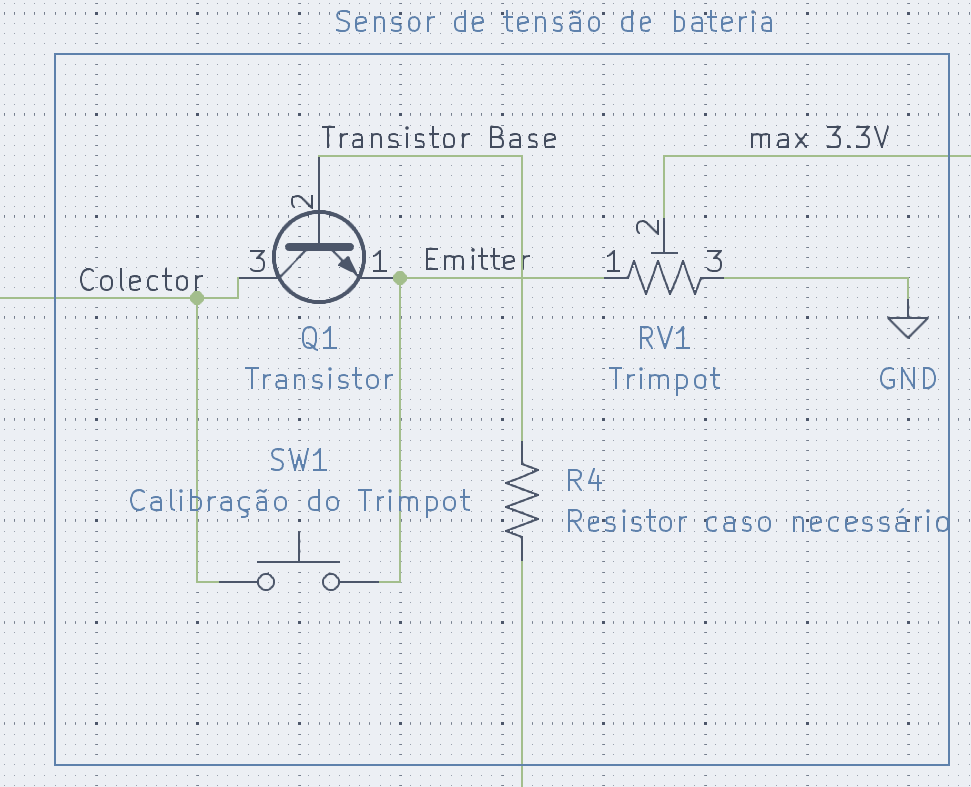 Sensor de tensão de bateria
Transistor Base
max 3.3V
2
2
3
1
Emitter
1
3
Colector
Q1
Transistor
RV1
Trimpot
GND
SW1
Calibração do Trimpot
R4
Resistor caso necessário